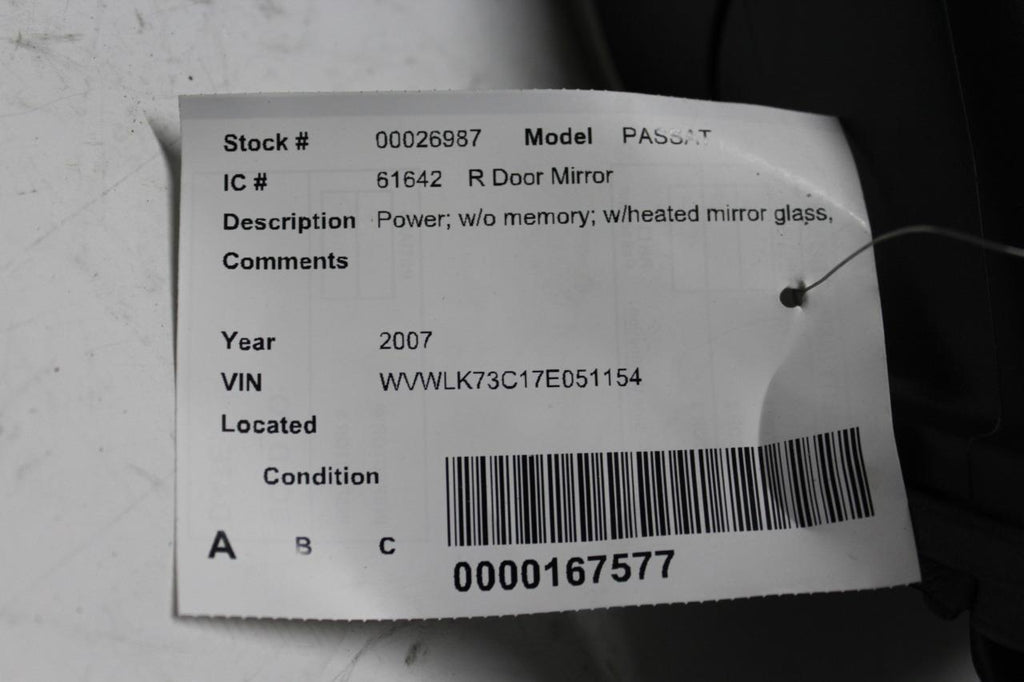 Stock # 00026987 Model PASSAT
IC # 61642 R Door Mirror
Description Power; w/o memory; w/heated mirror glass,
Comments
Year 2007
VIN WVWLK73C17E051154
Located
Condition
A B C
0000167577